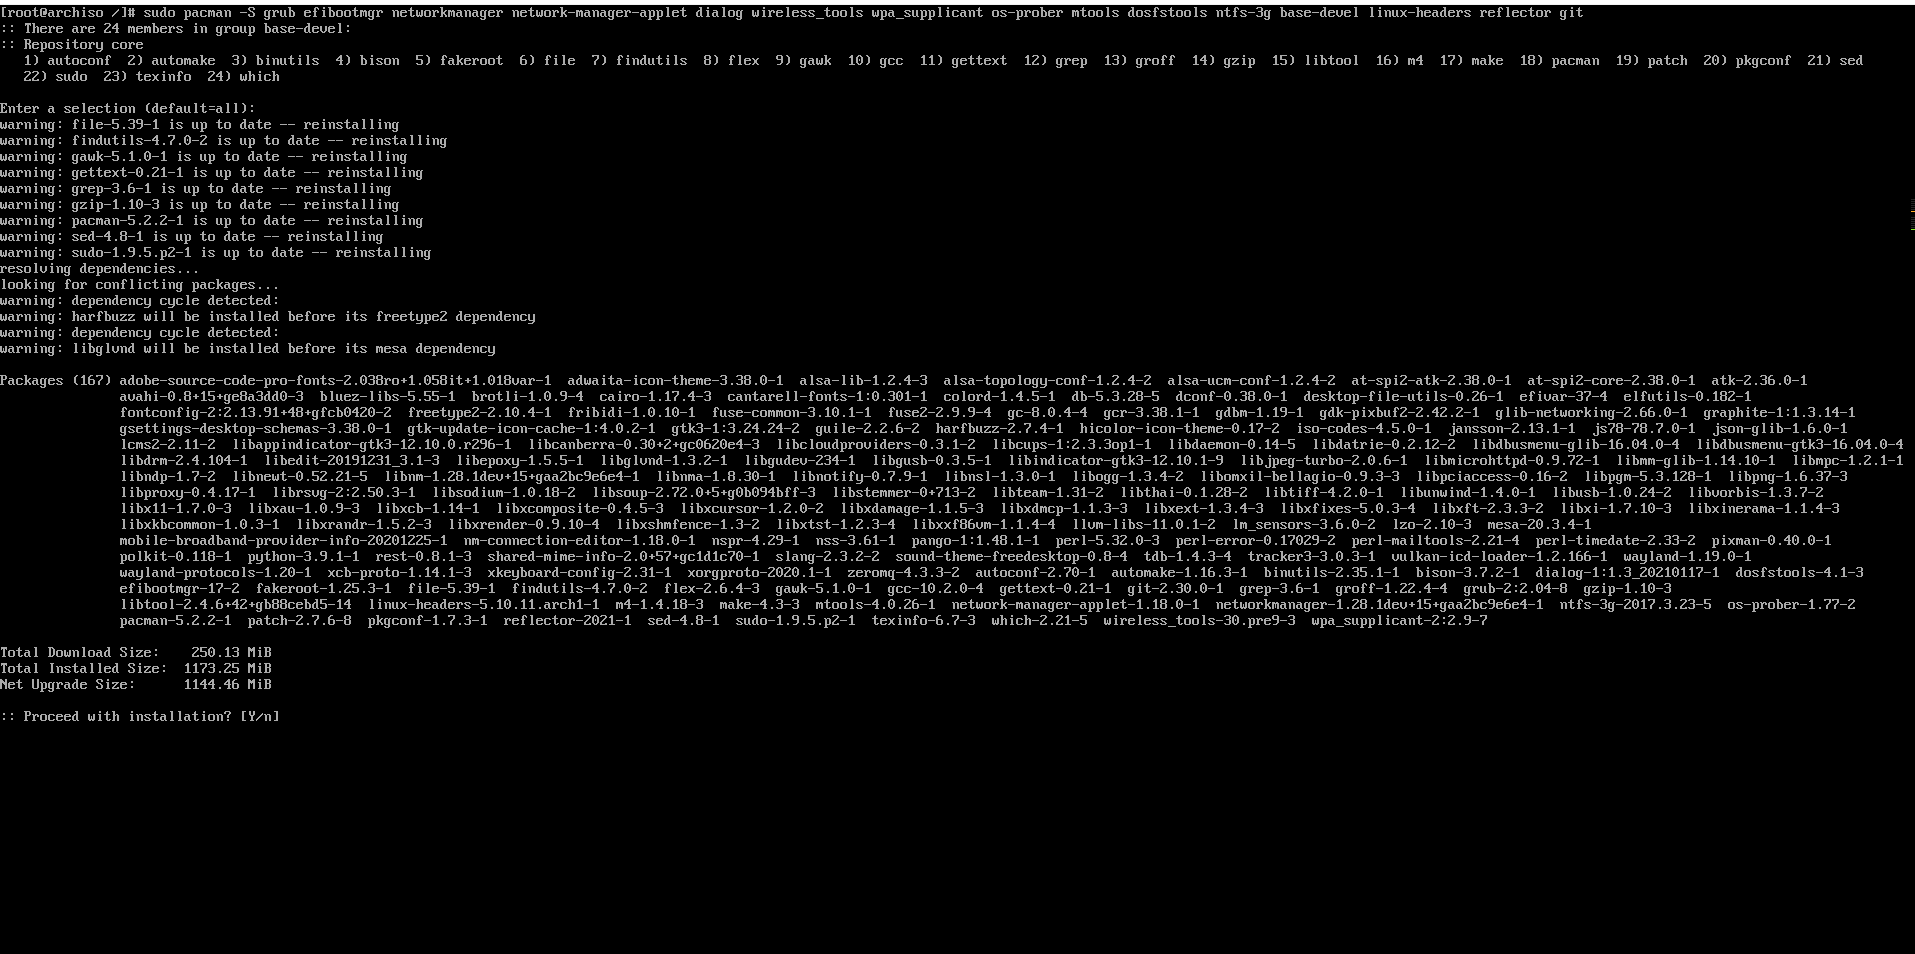 [root@archiso /]# sudo pacman -S grub efibootmgr networkmanager network-manager-applet dialog wireless_tools wpa_supplicant os-prober mtools dosfstools ntfs-3g base-devel linux-headers reflector git
:: There are 24 members in group base-devel:
:: Repository core
   1) autoconf  2) automake  3) binutils  4) bison  5) fakeroot  6) file  7) findutils  8) flex  9) gawk  10) gcc  11) gettext  12) grep  13) groff  14) gzip  15) libtool  16) m4  17) make  18) pacman  19) patch  20) pkgconf  21) sed
   22) sudo  23) texinfo  24) which
Enter a selection (default=all):
warning: file-5.39-1 is up to date -- reinstalling
warning: findutils-4.7.0-2 is up to date -- reinstalling
warning: gawk-5.1.0-1 is up to date -- reinstalling
warning: gettext-0.21-1 is up to date -- reinstalling
warning: grep-3.6-1 is up to date -- reinstalling
warning: gzip-1.10-3 is up to date -- reinstalling
warning: pacman-5.2.2-1 is up to date -- reinstalling
warning: sed-4.8-1 is up to date -- reinstalling
warning: sudo-1.9.5.p2-1 is up to date -- reinstalling
resolving dependencies...
looking for conflicting packages...
warning: dependency cycle detected:
warning: harfbuzz will be installed before its freetype2 dependency
warning: dependency cycle detected:
warning: libglvnd will be installed before its mesa dependency
Packages (167) adobe-source-code-pro-fonts-2.038ro+1.058it+1.018var-1  adwaita-icon-theme-3.38.0-1  alsa-lib-1.2.4-3  alsa-topology-conf-1.2.4-2  alsa-ucm-conf-1.2.4-2  at-spi2-atk-2.38.0-1  at-spi2-core-2.38.0-1  atk-2.36.0-1
avahi-0.8+15+ge8a3dd0-3  bluez-libs-5.55-1  brotli-1.0.9-4  cairo-1.17.4-3  cantarell-fonts-1:0.301-1  colord-1.4.5-1  db-5.3.28-5  dconf-0.38.0-1  desktop-file-utils-0.26-1  efivar-37-4  elfutils-0.182-1
fontconfig-2:2.13.91+48+gfcb0420-2  freetype2-2.10.4-1  fribidi-1.0.10-1  fuse-common-3.10.1-1  fuse2-2.9.9-4  gc-8.0.4-4  gcr-3.38.1-1  gdbm-1.19-1  gdk-pixbuf2-2.42.2-1  glib-networking-2.66.0-1  graphite-1:1.3.14-1
gsettings-desktop-schemas-3.38.0-1  gtk-update-icon-cache-1:4.0.2-1  gtk3-1:3.24.24-2  guile-2.2.6-2  harfbuzz-2.7.4-1  hicolor-icon-theme-0.17-2  iso-codes-4.5.0-1  jansson-2.13.1-1  js78-78.7.0-1  json-glib-1.6.0-1
lcms2-2.11-2  libappindicator-gtk3-12.10.0.r296-1  libcanberra-0.30+2+gc0620e4-3  libcloudproviders-0.3.1-2  libcups-1:2.3.3op1-1  libdaemon-0.14-5  libdatrie-0.2.12-2  libdbusmenu-glib-16.04.0-4  libdbusmenu-gtk3-16.04.0-4
libdrm-2.4.104-1  libedit-20191231_3.1-3  libepoxy-1.5.5-1  libglvnd-1.3.2-1  libgudev-234-1  libgusb-0.3.5-1  libindicator-gtk3-12.10.1-9  libjpeg-turbo-2.0.6-1  libmicrohttpd-0.9.72-1  libmm-glib-1.14.10-1  libmpc-1.2.1-1
libndp-1.7-2  libnewt-0.52.21-5  libnm-1.28.1dev+15+gaa2bc9e6e4-1  libnma-1.8.30-1  libnotify-0.7.9-1  libnsl-1.3.0-1  libogg-1.3.4-2  libomxil-bellagio-0.9.3-3  libpciaccess-0.16-2  libpgm-5.3.128-1  libpng-1.6.37-3
libproxy-0.4.17-1  librsvg-2:2.50.3-1  libsodium-1.0.18-2  libsoup-2.72.0+5+g0b094bff-3  libstemmer-0+713-2  libteam-1.31-2  libthai-0.1.28-2  libtiff-4.2.0-1  libunwind-1.4.0-1  libusb-1.0.24-2  libvorbis-1.3.7-2
libx11-1.7.0-3  libxau-1.0.9-3  libxcb-1.14-1  libxcomposite-0.4.5-3  libxcursor-1.2.0-2  libxdamage-1.1.5-3  libxdmcp-1.1.3-3  libxext-1.3.4-3  libxfixes-5.0.3-4  libxft-2.3.3-2  libxi-1.7.10-3  libxinerama-1.1.4-3
libxkbcommon-1.0.3-1  libxrandr-1.5.2-3  libxrender-0.9.10-4  libxshmfence-1.3-2  libxtst-1.2.3-4  libxxf86vm-1.1.4-4  llvm-libs-11.0.1-2  lm_sensors-3.6.0-2  lzo-2.10-3  mesa-20.3.4-1
mobile-broadband-provider-info-20201225-1  nm-connection-editor-1.18.0-1  nspr-4.29-1  nss-3.61-1  pango-1:1.48.1-1  perl-5.32.0-3  perl-error-0.17029-2  perl-mailtools-2.21-4  perl-timedate-2.33-2  pixman-0.40.0-1
polkit-0.118-1  python-3.9.1-1  rest-0.8.1-3  shared-mime-info-2.0+57+gc1d1c70-1  slang-2.3.2-2  sound-theme-freedesktop-0.8-4  tdb-1.4.3-4  tracker3-3.0.3-1  vulkan-icd-loader-1.2.166-1  wayland-1.19.0-1
wayland-protocols-1.20-1  xcb-proto-1.14.1-3  xkeyboard-config-2.31-1  xorgproto-2020.1-1  zeromq-4.3.3-2  autoconf-2.70-1  automake-1.16.3-1  binutils-2.35.1-1  bison-3.7.2-1  dialog-1:1.3_20210117-1  dosfstools-4.1-3
efibootmgr-17-2  fakeroot-1.25.3-1  file-5.39-1  findutils-4.7.0-2  flex-2.6.4-3  gawk-5.1.0-1  gcc-10.2.0-4  gettext-0.21-1  git-2.30.0-1  grep-3.6-1  groff-1.22.4-4  grub-2:2.04-8  gzip-1.10-3
libtool-2.4.6+42+gb88cebd5-14  linux-headers-5.10.11.arch1-1  m4-1.4.18-3  make-4.3-3  mtools-4.0.26-1  network-manager-applet-1.18.0-1  networkmanager-1.28.1dev+15+gaa2bc9e6e4-1  ntfs-3g-2017.3.23-5  os-prober-1.77-2
pacman-5.2.2-1  patch-2.7.6-8  pkgconf-1.7.3-1  reflector-2021-1  sed-4.8-1  sudo-1.9.5.p2-1  texinfo-6.7-3  which-2.21-5  wireless_tools-30.pre9-3  wpa_supplicant-2:2.9-7
Total Download Size:    250.13 MiB
Total Installed Size:  1173.25 MiB
Net Upgrade Size:      1144.46 MiB
:: Proceed with installation? [Y/n]